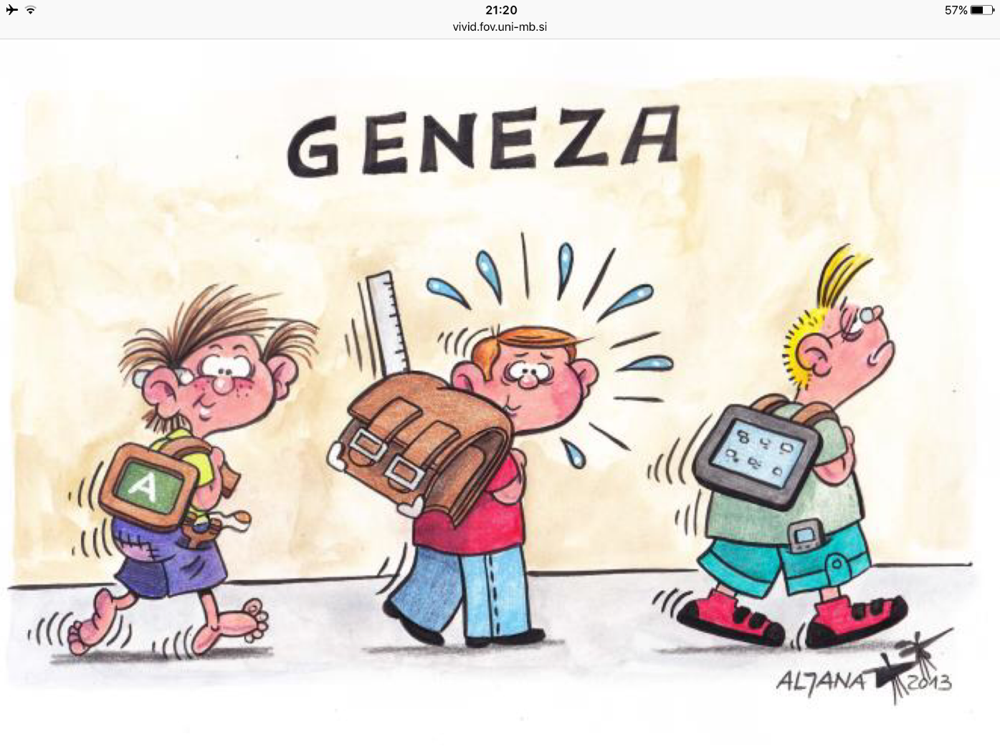 21:20
57%
vivid.fov.uni-mb.si
GENEZA
A
ALJANA 2013